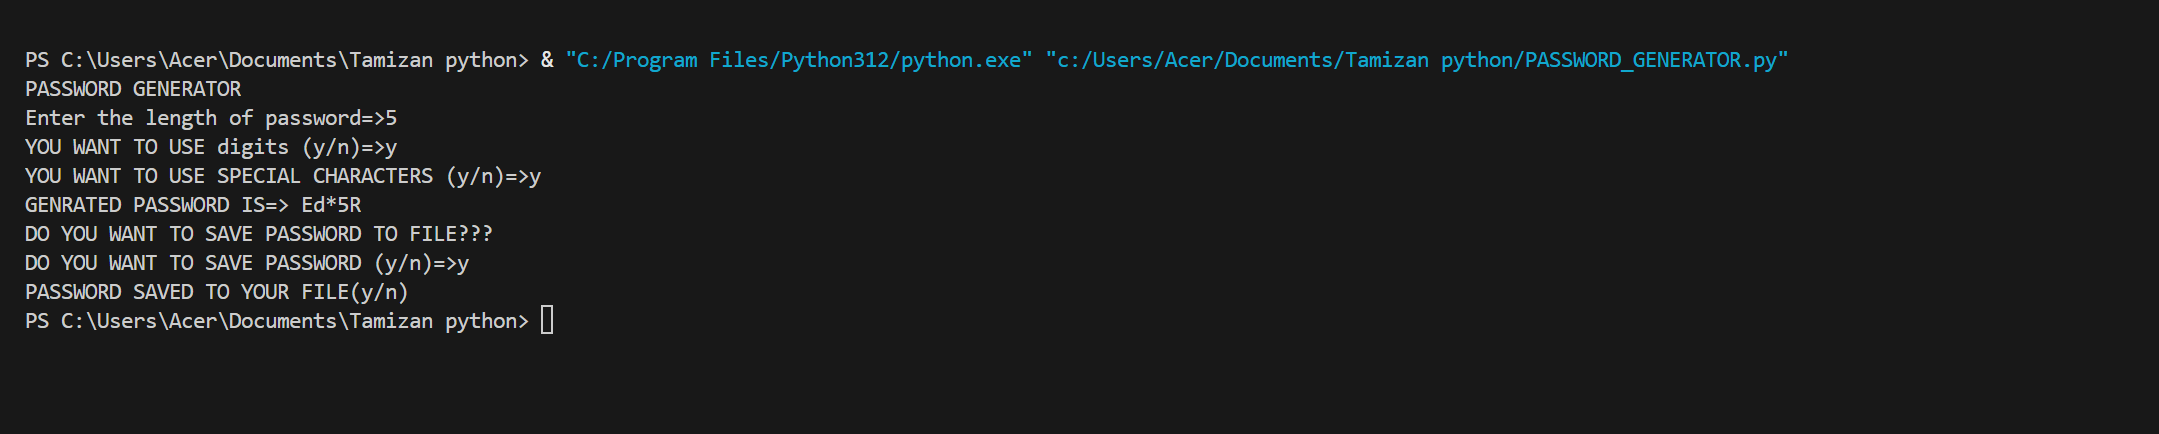 PS C:\Users\Acer\Documents\Tamizan python> & "C:/Program Files/Python312/python.exe" "c:/Users/Acer/Documents/Tamizan python/PASSWORD_GENERATOR.py"
PASSWORD GENERATOR
Enter the length of password=>5
YOU WANT TO USE digits (y/n)=>y
YOU WANT TO USE SPECIAL CHARACTERS (y/n)=>y
GENRATED PASSWORD IS=> Ed*5R
DO YOU WANT TO SAVE PASSWORD TO FILE???
DO YOU WANT TO SAVE PASSWORD (y/n)=>y
PASSWORD SAVED TO YOUR FILE(y/n)
PS C:\Users\Acer\Documents\Tamizan python>